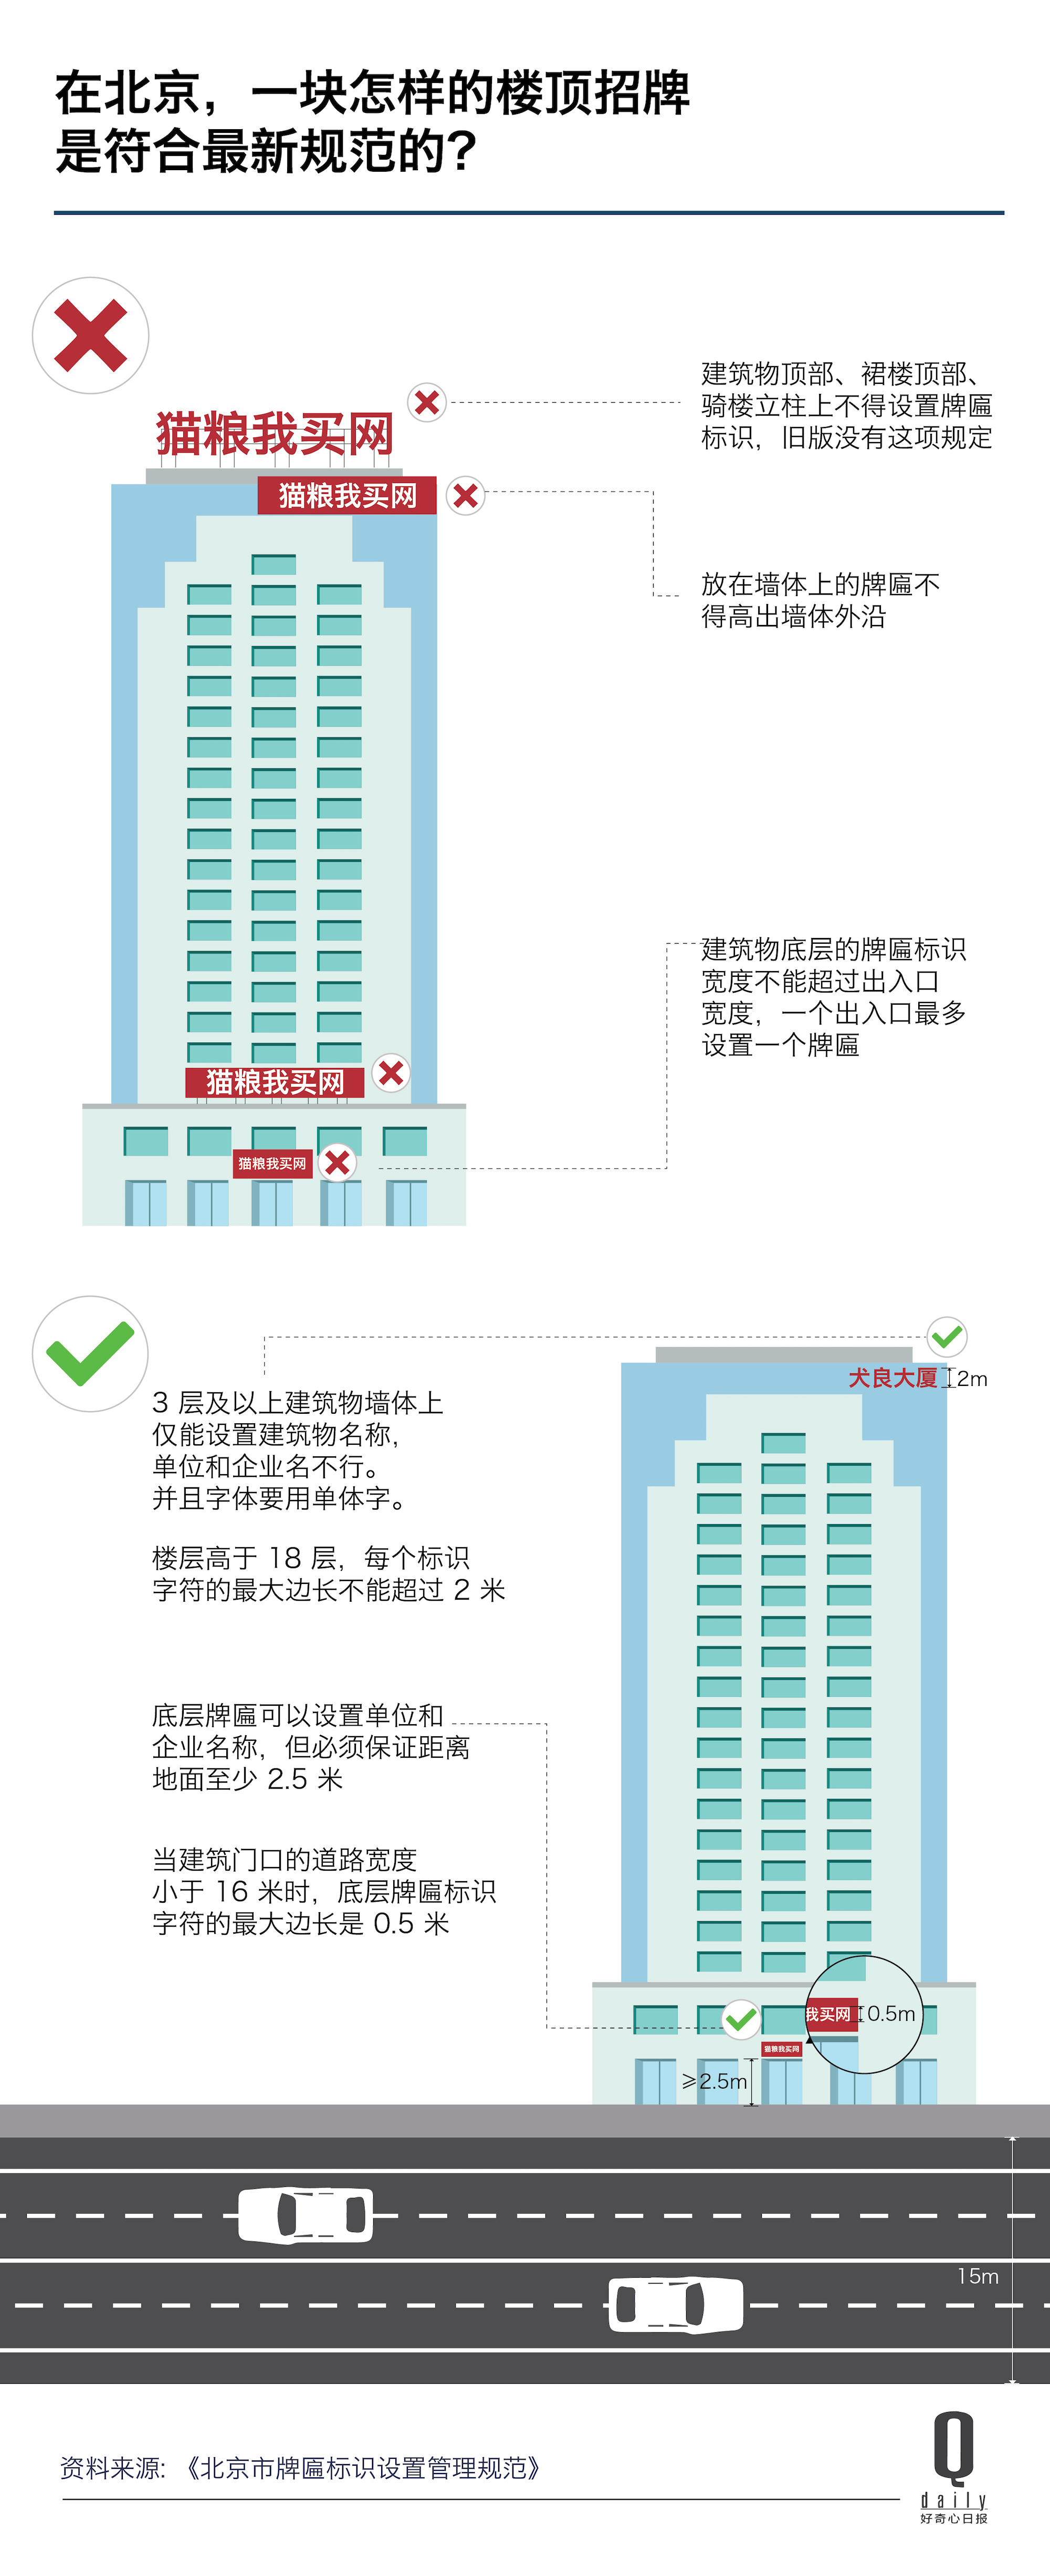 在北京，一块怎样的楼顶招牌
是符合最新规范的？
建筑物顶部、裙楼顶部、
骑楼立柱上不得设置牌匾
标识，旧版没有这项规定
猫粮我买网
猫粮我买网
放在墙体上的牌匾不
得高出墙体外沿
建筑物底层的牌匾标识
宽度不能超过出入口
宽度，一个出入口最多
设置一个牌匾
猫粮我买网
猫粮我买网
犬良大厦
2m
3 层及以上建筑物墙体上
仅能设置建筑物名称，
单位和企业名不行。
并且字体要用单体字。
楼层高于 18 层，每个标识
字符的最大边长不能超过 2 米
底层牌匾可以设置单位和
企业名称，但必须保证距离
地面至少 2.5 米
当建筑门口的道路宽度
小于 16 米时，底层牌匾标识
字符的最大边长是 0.5 米
我买网
0.5m
猫粮我买网
≥2.5m
15m
资料来源：《北京市牌匾标识设置管理规范》
Q
daily
好奇心日报